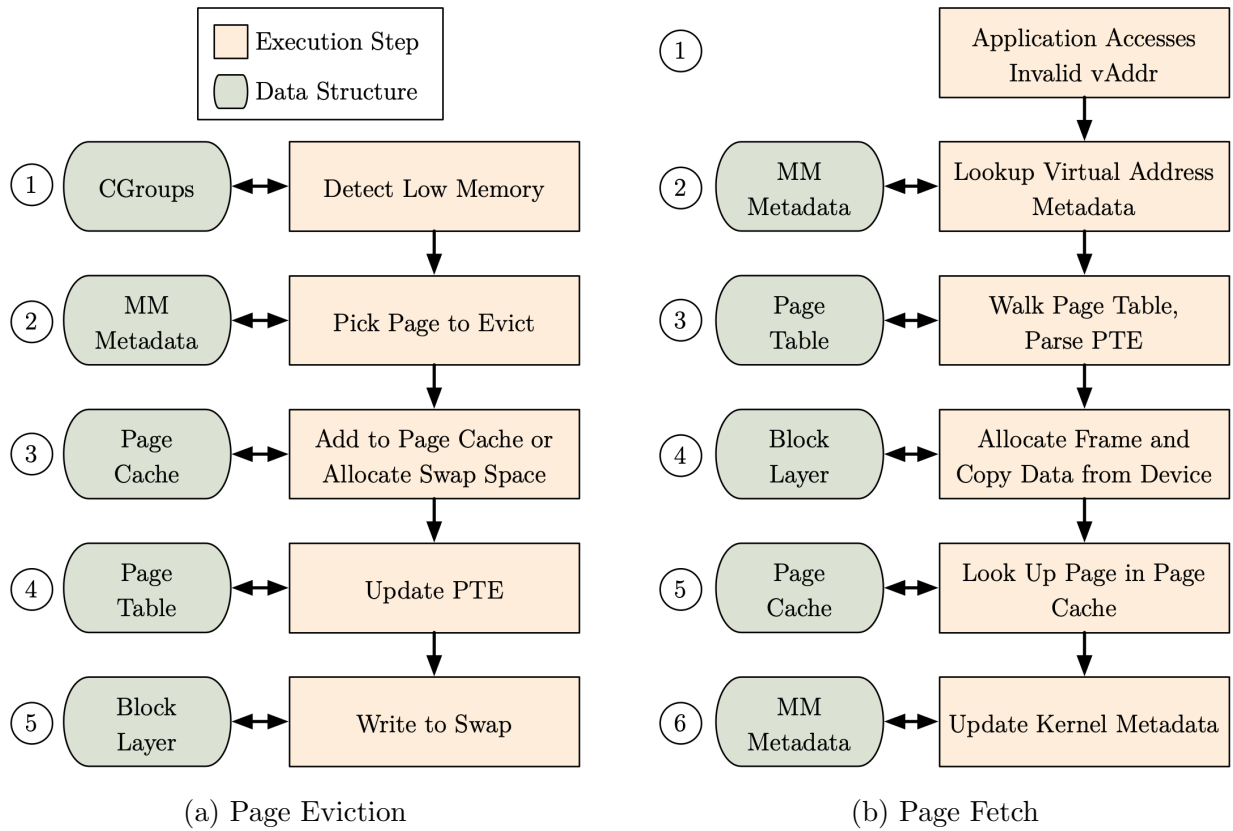 Execution Step
Data Structure
1
CGroups
Detect Low Memory
2
MM
Metadata
Pick Page to Evict
3
Page
Cache
Add to Page Cache or
Allocate Swap Space
4
Page
Table
Update PTE
5
Block
Layer
Write to Swap
(a) Page Eviction
1
Application Accesses
Invalid vAddr
2
MM
Metadata
Lookup Virtual Address
Metadata
3
Page
Table
Walk Page Table,
Parse PTE
4
Block
Layer
Allocate Frame and
Copy Data from Device
5
Page
Cache
Look Up Page in Page
Cache
6
MM
Metadata
Update Kernel Metadata
(b) Page Fetch